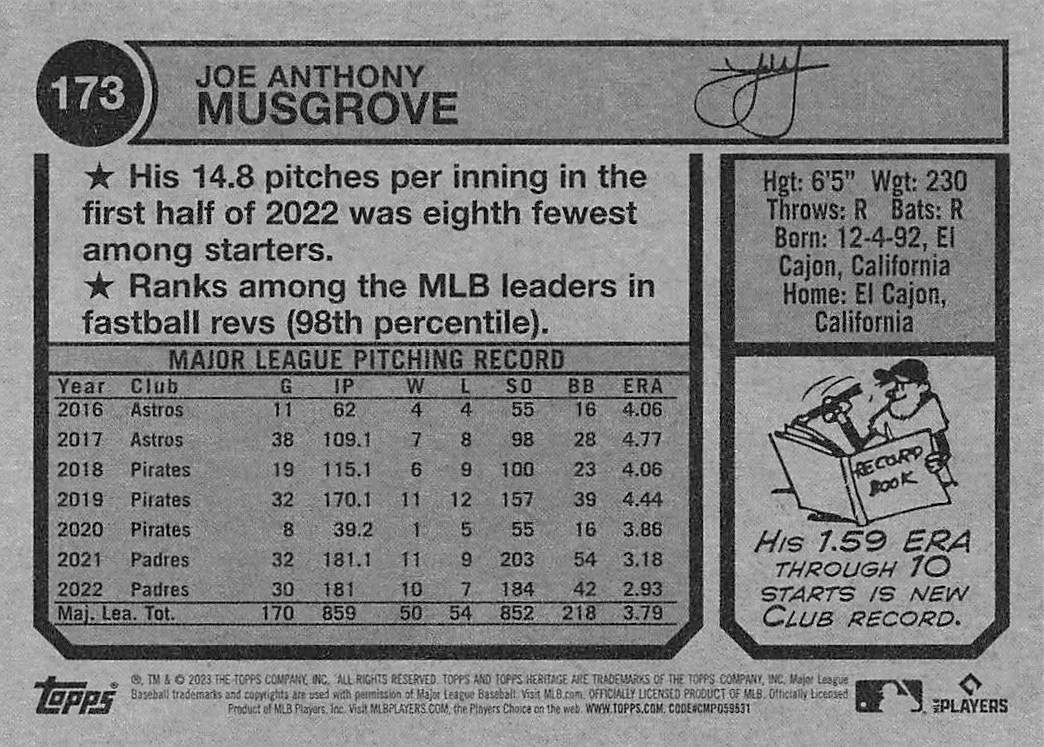 173
JOE ANTHONY
MUSGROVE
★ His 14.8 pitches per inning in the
first half of 2022 was eighth fewest
among starters.
★ Ranks among the MLB leaders in
fastball revs (98th percentile).
MAJOR LEAGUE PITCHING RECORD
Year Club G IP W L SO BB ERA
2016 Astros 11 62 4 4 55 16 4.06
2017 Astros 38 109.1 7 8 98 28 4.77
2018 Pirates 19 115.1 6 9 100 23 4.06
2019 Pirates 32 170.1 11 12 157 39 4.44
2020 Pirates 8 39.2 1 5 55 16 3.86
2021 Padres 32 181.1 11 9 203 54 3.18
2022 Padres 30 181 10 7 184 42 2.93
Maj. Lea. Tot. 170 859 50 54 852 218 3.79
Hgt: 6'5" Wgt: 230
Throws: R Bats: R
Born: 12-4-92, El
Cajon, California
Home: El Cajon,
California
RECORD
BOOK
HIS 1.59 ERA
THROUGH 10
STARTS IS NEW
CLUB RECORD.
TOPPS®
®, TM & © 2023 THE TOPPS COMPANY, INC. ALL RIGHTS RESERVED. TOPPS AND TOPPS HERITAGE ARE TRADEMARKS OF THE TOPPS COMPANY, INC. Major League
Baseball trademarks and copyrights are used with permission of Major League Baseball. Visit MLB.com. OFFICIALLY LICENSED PRODUCT OF MLB. Officially Licensed
Product of MLB Players, Inc. Visit MLBPLAYERS.COM, the Players Choice on the web. WWW.TOPPS.COM. CODE#CMP059531
MLB PLAYERS